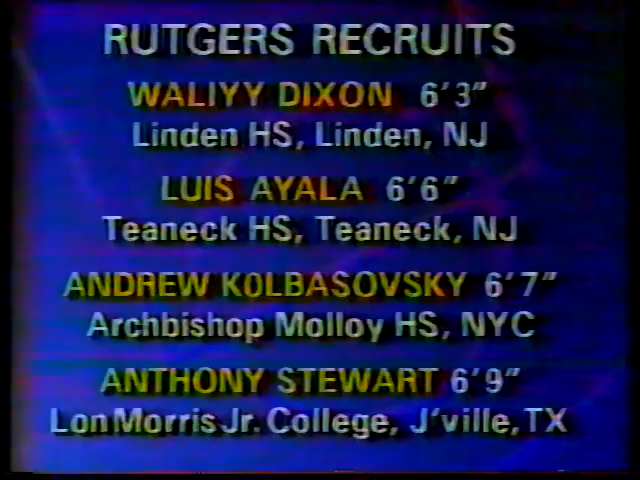 RUTGERS RECRUITS
WALIYY DIXON 6'3"
Linden HS, Linden, NJ
LUIS AYALA 6'6"
Teaneck HS, Teaneck, NJ
ANDREW KOLBASOVSKY 6'7"
Archbishop Molloy HS, NYC
ANTHONY STEWART 6'9"
Lon Morris Jr. College, J'ville, TX